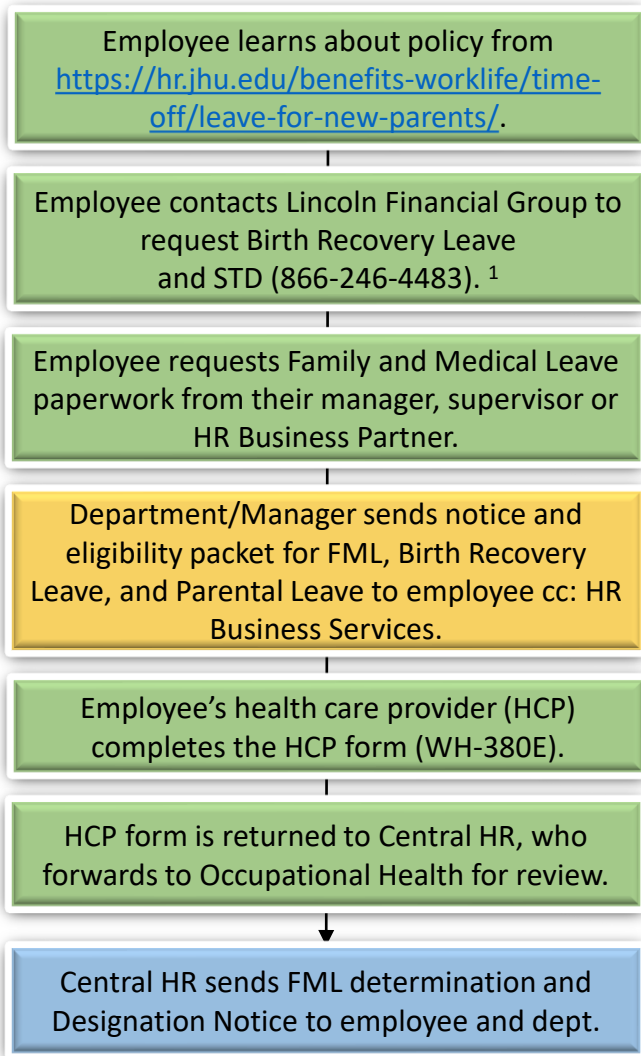 Employee learns about policy from
https://hr.jhu.edu/benefits-worklife/time-
off/leave-for-new-parents/.
Employee contacts Lincoln Financial Group to
request Birth Recovery Leave
and STD (866-246-4483). ¹
Employee requests Family and Medical Leave
paperwork from their manager, supervisor or
HR Business Partner.
Department/Manager sends notice and
eligibility packet for FML, Birth Recovery
Leave, and Parental Leave to employee cc: HR
Business Services.
Employee’s health care provider (HCP)
completes the HCP form (WH-380E).
HCP form is returned to Central HR, who
forwards to Occupational Health for review.
Central HR sends FML determination and
Designation Notice to employee and dept.